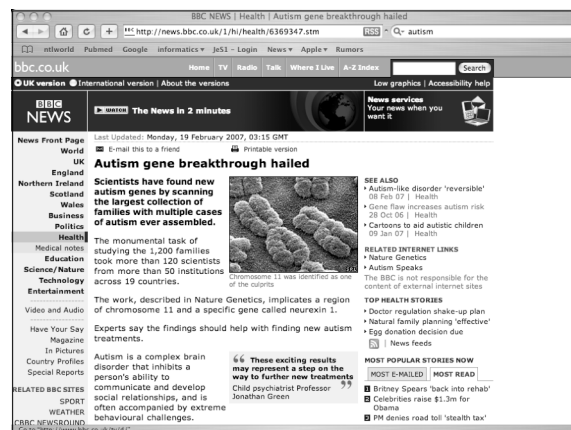 BBC NEWS | Health | Autism gene breakthrough hailed
http://news.bbc.co.uk/1/hi/health/6369347.stm
RSS
autism
ntlworld Pubmed Google informatics JeS1 - Login News Apple Rumors
bbc.co.uk
Home TV Radio Talk Where I Live A-Z Index
Search
UK version International version | About the versions
Low graphics | Accessibility help
BBC
NEWS
WATCH The News in 2 minutes
News services
Your news when you
want it
News Front Page
World
UK
England
Northern Ireland
Scotland
Wales
Business
Politics
Health
Medical notes
Education
Science/Nature
Technology
Entertainment
Video and Audio
Have Your Say
Magazine
In Pictures
Country Profiles
Special Reports
RELATED BBC SITES
SPORT
WEATHER
CBBC NEWSROUND
Last Updated: Monday, 19 February 2007, 03:15 GMT
E-mail this to a friend
Printable version
Autism gene breakthrough hailed
Scientists have found new
autism genes by scanning
the largest collection of
families with multiple cases
of autism ever assembled.
The monumental task of
studying the 1,200 families
took more than 120 scientists
from more than 50 institutions
across 19 countries.
Chromosome 11 was identified as one
of the culprits
The work, described in Nature Genetics, implicates a region
of chromosome 11 and a specific gene called neurexin 1.
Experts say the findings should help with finding new autism
treatments.
Autism is a complex brain
disorder that inhibits a
person's ability to
communicate and develop
social relationships, and is
often accompanied by extreme
behavioural challenges.
These exciting results
may represent a step on the
way to further new treatments
Child psychiatrist Professor
Jonathan Green
SEE ALSO
Autism-like disorder 'reversible'
08 Feb 07 | Health
Gene flaw increases autism risk
28 Oct 06 | Health
Cartoons to aid autistic children
09 Jan 07 | Health
RELATED INTERNET LINKS
Nature Genetics
Autism Speaks
The BBC is not responsible for the
content of external internet sites
TOP HEALTH STORIES
Doctor regulation shake-up plan
Natural family planning 'effective'
Egg donation decision due
| News feeds
MOST POPULAR STORIES NOW
MOST E-MAILED MOST READ
1 Britney Spears 'back into rehab'
2 Celebrities raise $1.3m for
Obama
3 PM denies road toll 'stealth tax'